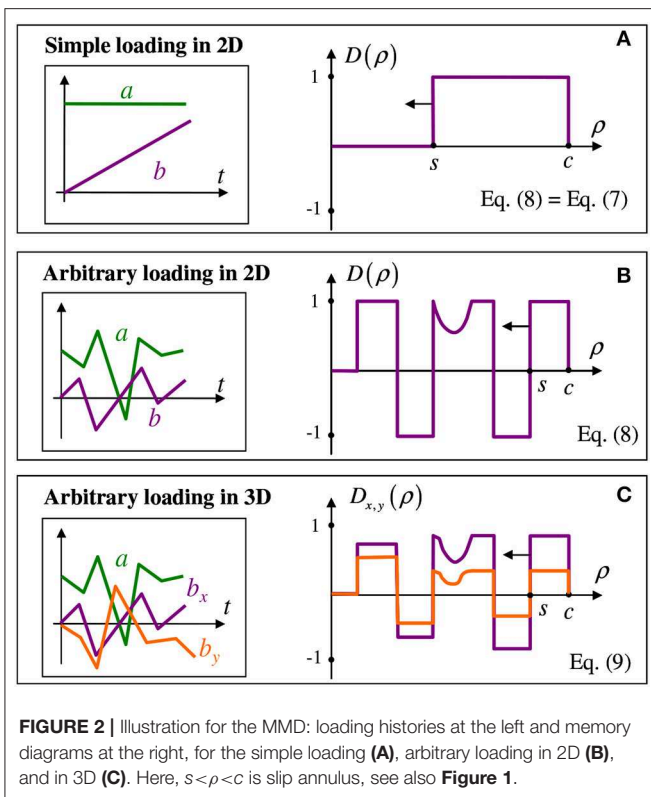 Simple loading in 2D
A
a
b
t
D(ρ)
1
-1
s
c
ρ
Eq. (8) = Eq. (7)
Arbitrary loading in 2D
B
a
b
t
D(ρ)
1
-1
s
c
ρ
Eq. (8)
Arbitrary loading in 3D
C
a
b_x
b_y
t
D_{x,y}(ρ)
1
-1
s
c
ρ
Eq. (9)
FIGURE 2 | Illustration for the MMD: loading histories at the left and memory
diagrams at the right, for the simple loading (A), arbitrary loading in 2D (B),
and in 3D (C). Here, s<ρ<c is slip annulus, see also Figure 1.